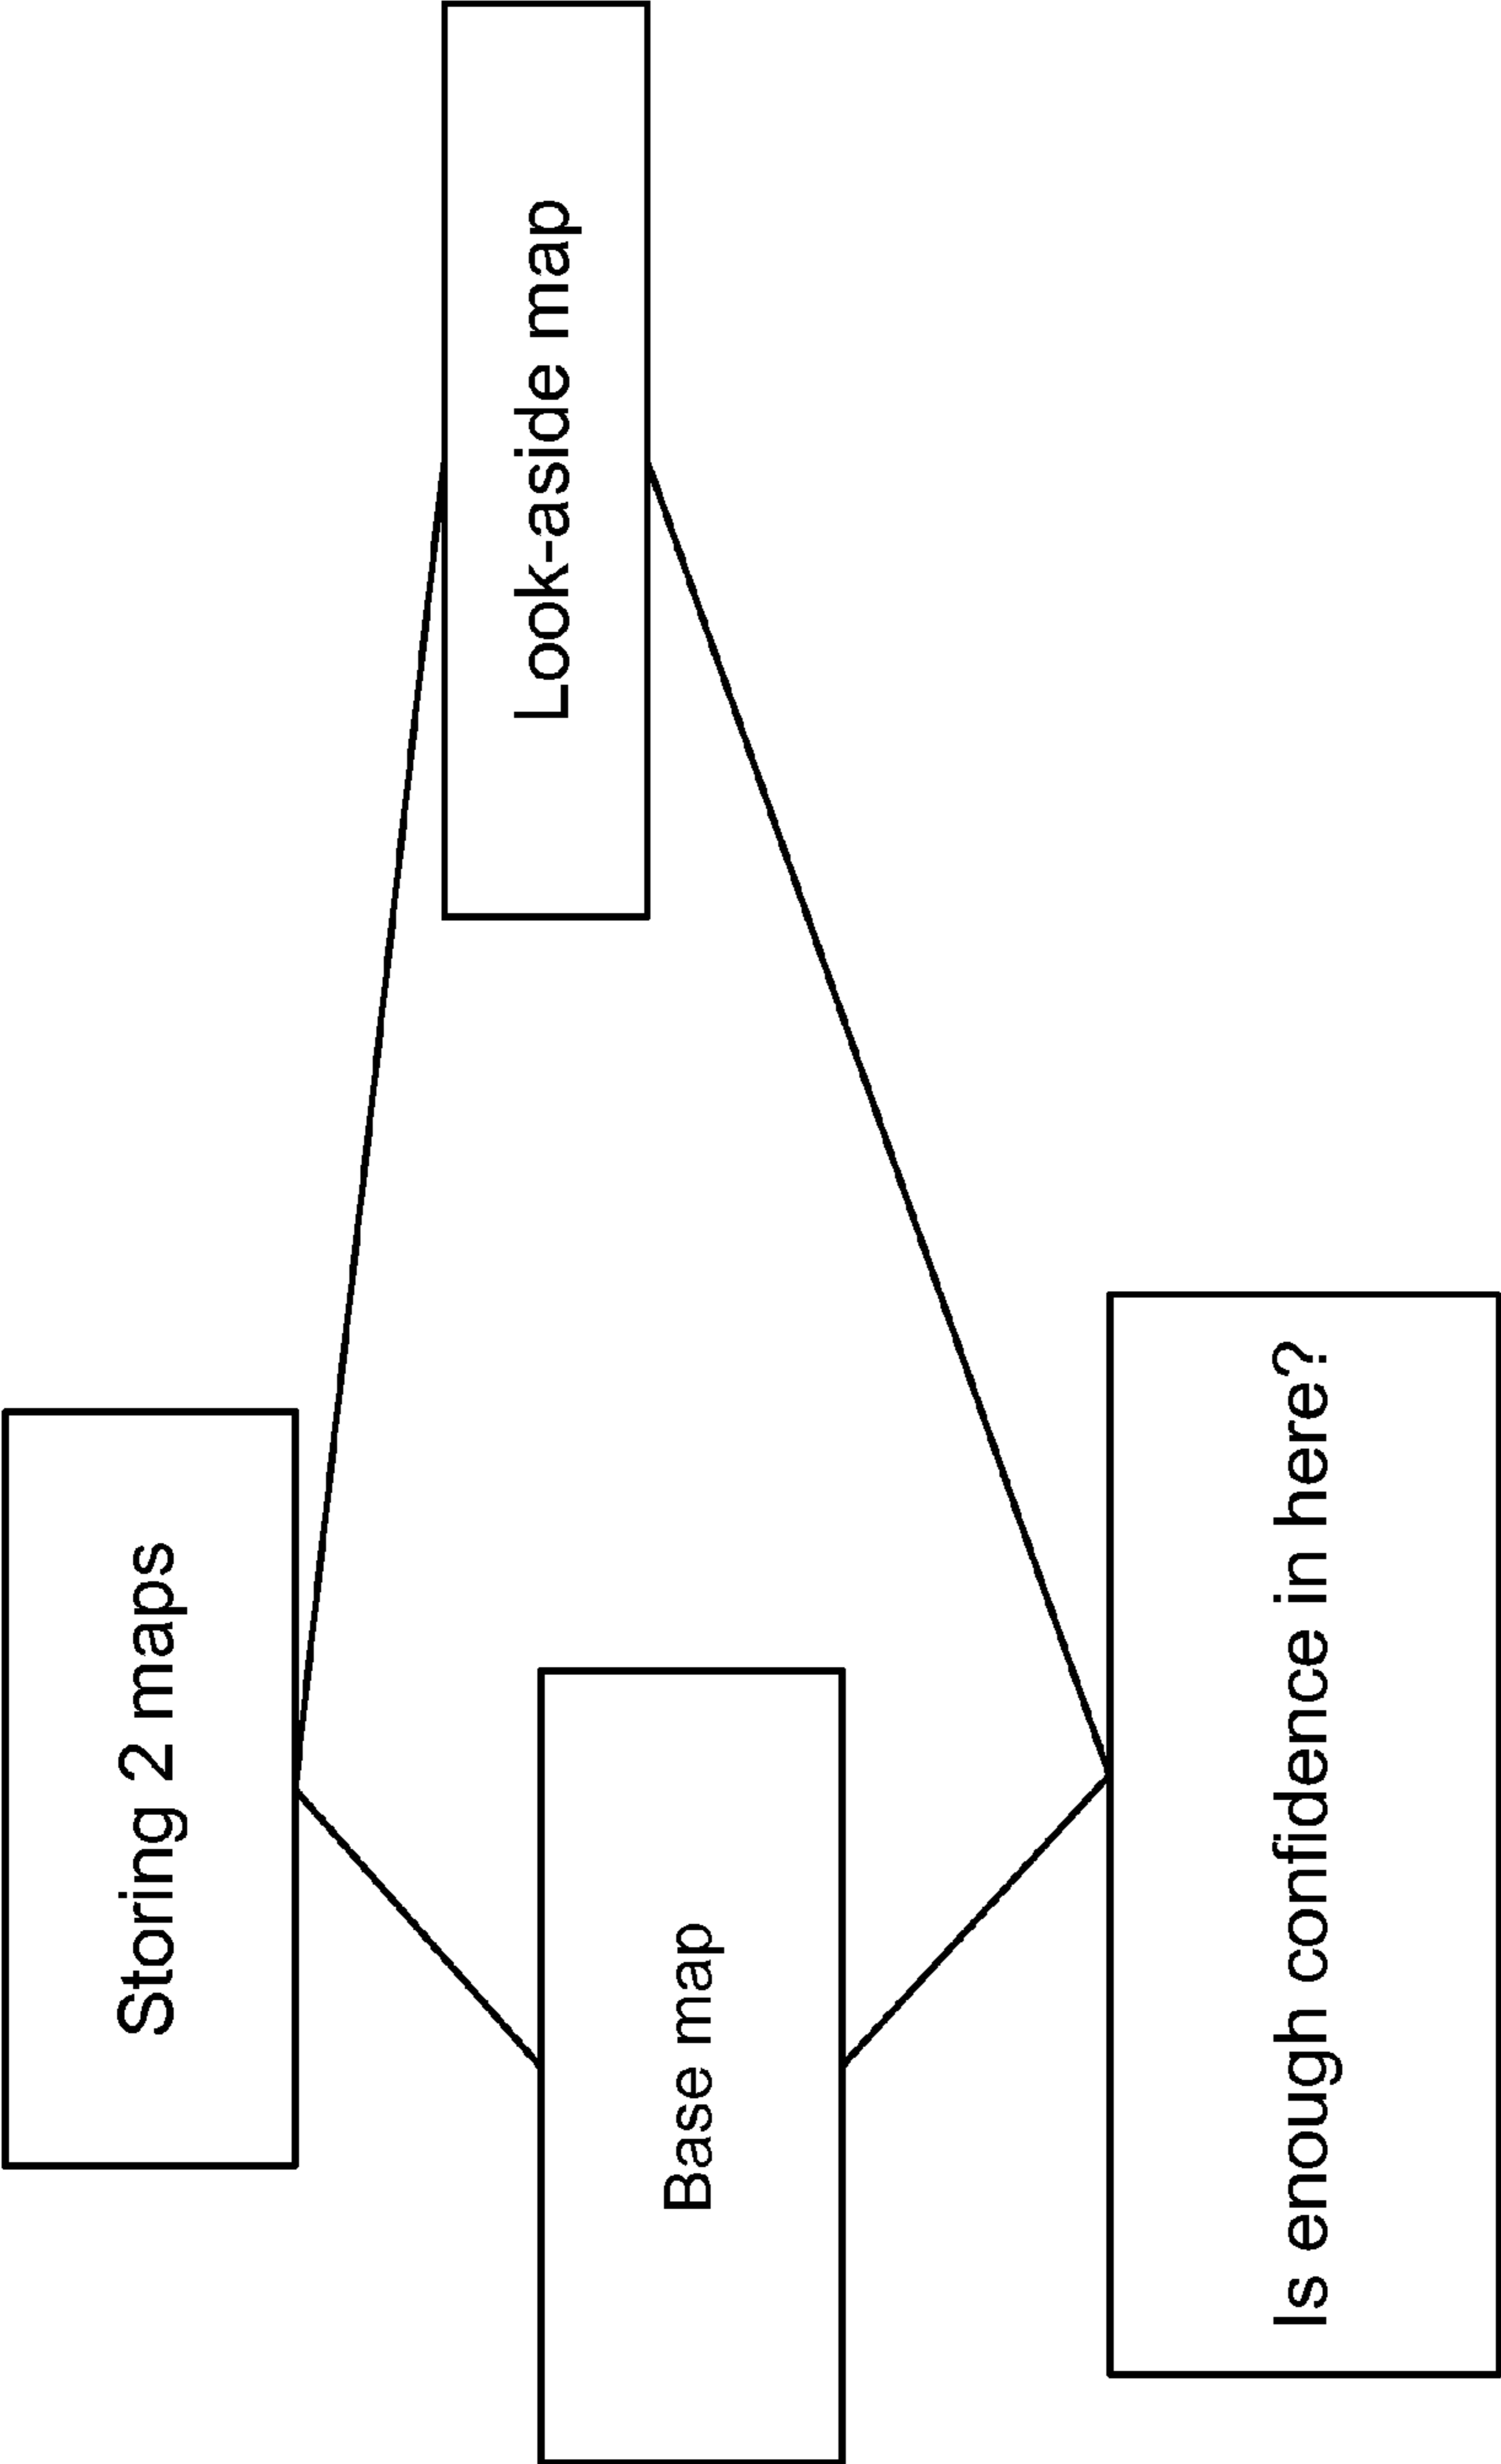 Storing 2 maps
Look-aside map
Base map
Is enough confidence in here?